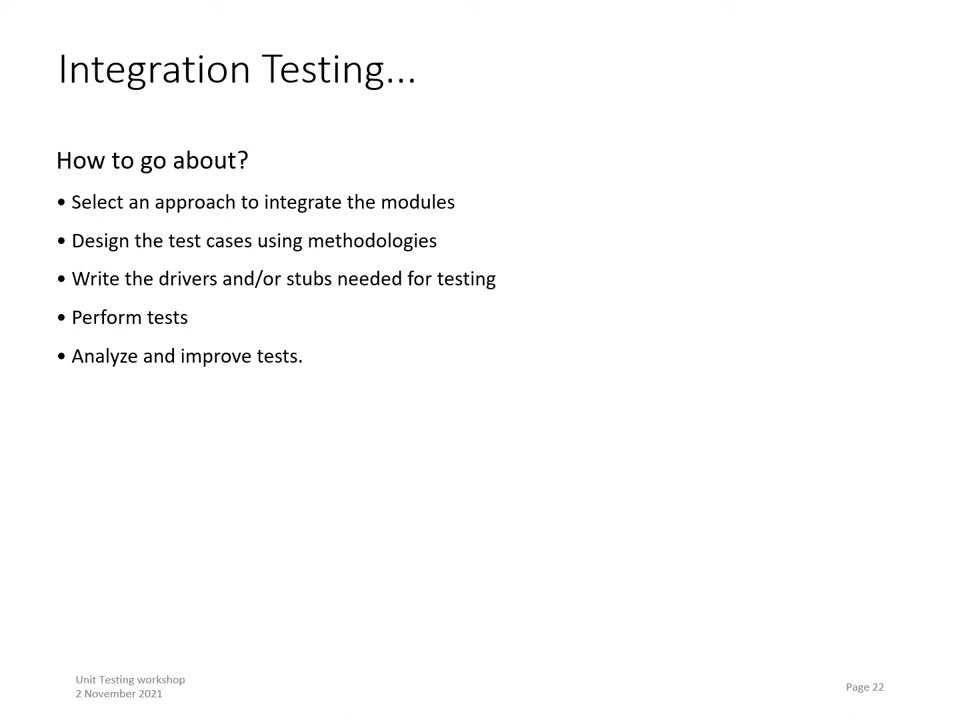 Integration Testing...
How to go about?
• Select an approach to integrate the modules
• Design the test cases using methodologies
• Write the drivers and/or stubs needed for testing
• Perform tests
• Analyze and improve tests.
Unit Testing workshop
2 November 2021
Page 22